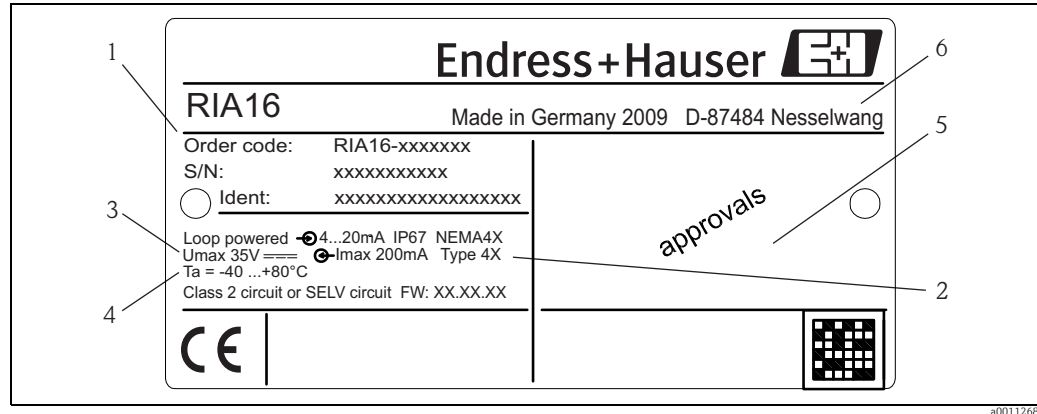 Endress+Hauser
RIA16
Made in Germany 2009 D-87484 Nesselwang
Order code: RIA16-xxxxxxx
S/N: xxxxxxxxxxx
Ident: xxxxxxxxxxxxxxxxxx
Loop powered 4...20mA IP67 NEMA4X
Umax 35V Imax 200mA Type 4X
Ta = -40 ...+80°C
Class 2 circuit or SELV circuit FW: XX.XX.XX
approvals
CE
1
3
4
6
5
2
a0011268